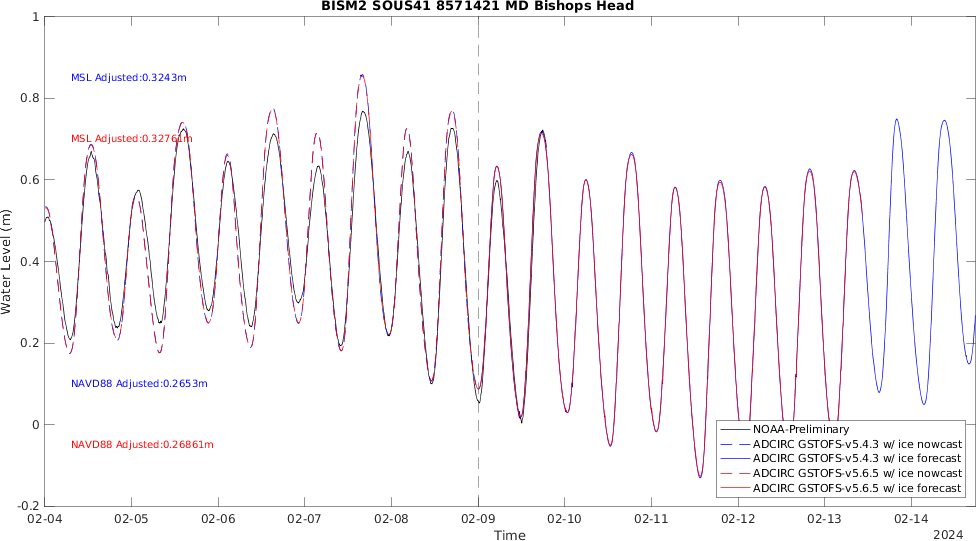 BISM2 SOUS41 8571421 MD Bishops Head
1
0.8
0.6
0.4
0.2
0
-0.2
Water Level (m)
MSL Adjusted:0.3243m
MSL Adjusted:0.32761m
NAVD88 Adjusted:0.2653m
NAVD88 Adjusted:0.26861m
NOAA-Preliminary
ADCIRC GSTOFS-v5.4.3 w/ ice nowcast
ADCIRC GSTOFS-v5.4.3 w/ ice forecast
ADCIRC GSTOFS-v5.6.5 w/ ice nowcast
ADCIRC GSTOFS-v5.6.5 w/ ice forecast
02-04 02-05 02-06 02-07 02-08 02-09 02-10 02-11 02-12 02-13 02-14
Time
2024